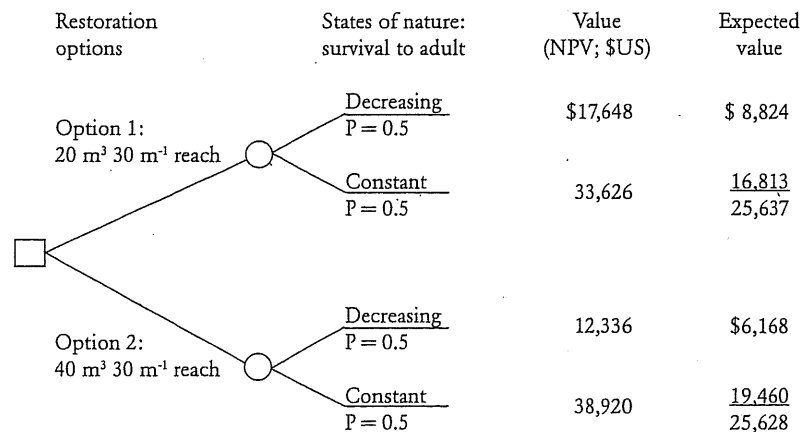 Restoration options
States of nature: survival to adult
Value (NPV; $US)
Expected value
Option 1:
20 m³ 30 m⁻¹ reach
Decreasing
P = 0.5
$17,648
$ 8,824
Constant
P = 0.5
33,626
16,813
25,637
Option 2:
40 m³ 30 m⁻¹ reach
Decreasing
P = 0.5
12,336
$6,168
Constant
P = 0.5
38,920
19,460
25,628